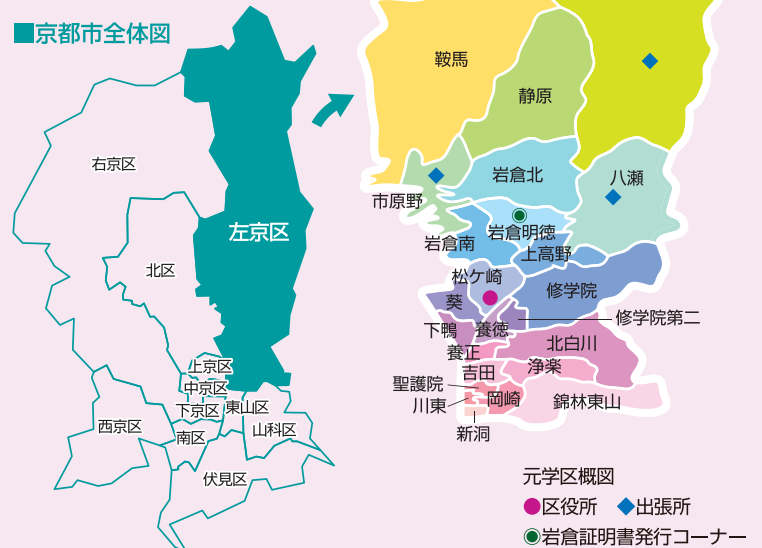 ■京都市全体図
右京区
左京区
北区
上京区
中京区
下京区
東山区
西京区
南区
山科区
伏見区
鞍馬
静原
岩倉北
八瀬
市原野
岩倉明徳
岩倉南
上高野
松ケ崎
修学院
葵
修学院第二
下鴨
養徳
北白川
養正
浄楽
吉田
聖護院
岡崎
錦林東山
川東
新洞
元学区概図
区役所
出張所
岩倉証明書発行コーナー